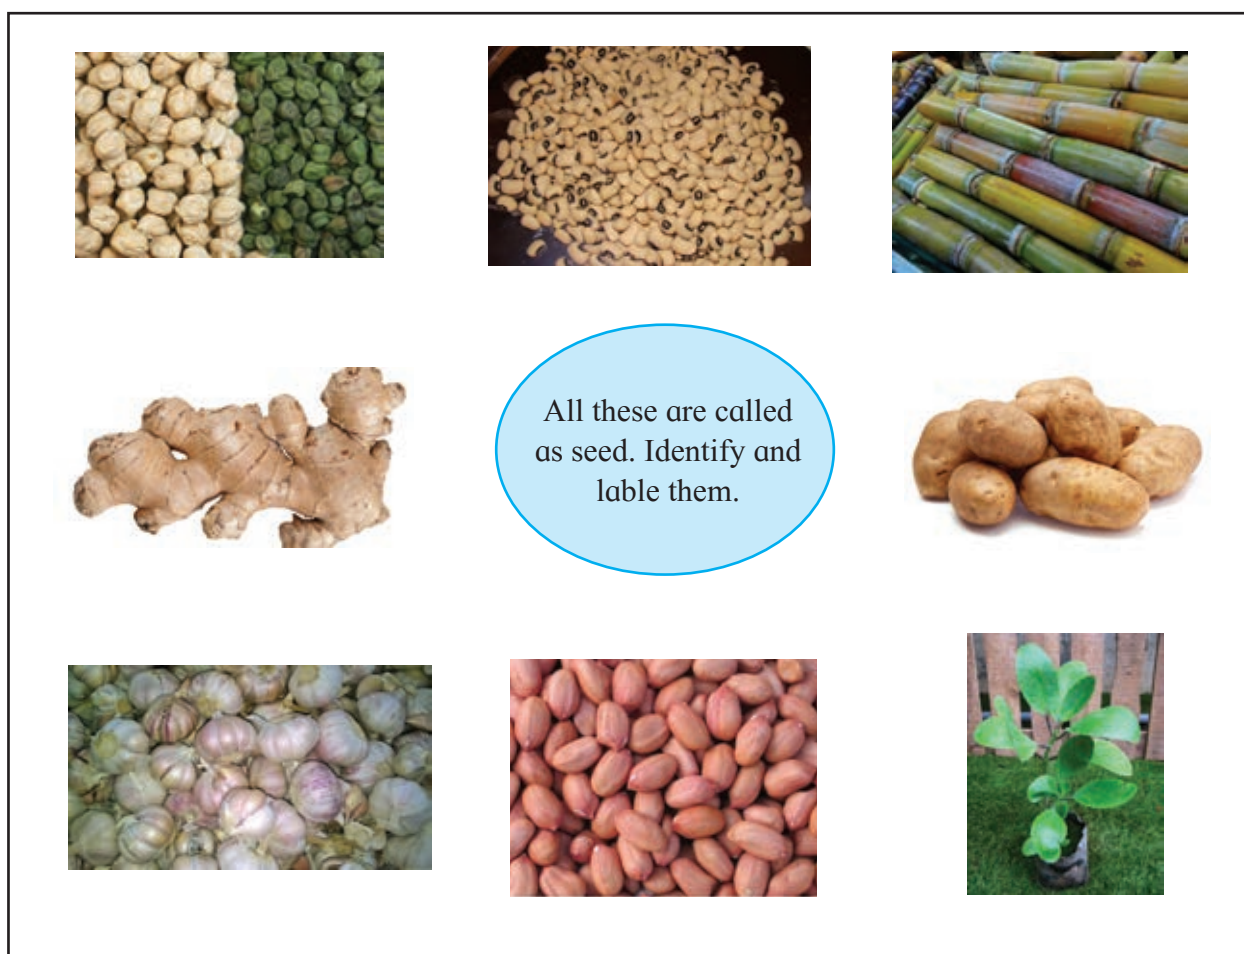 All these are called
as seed. Identify and
lable them.